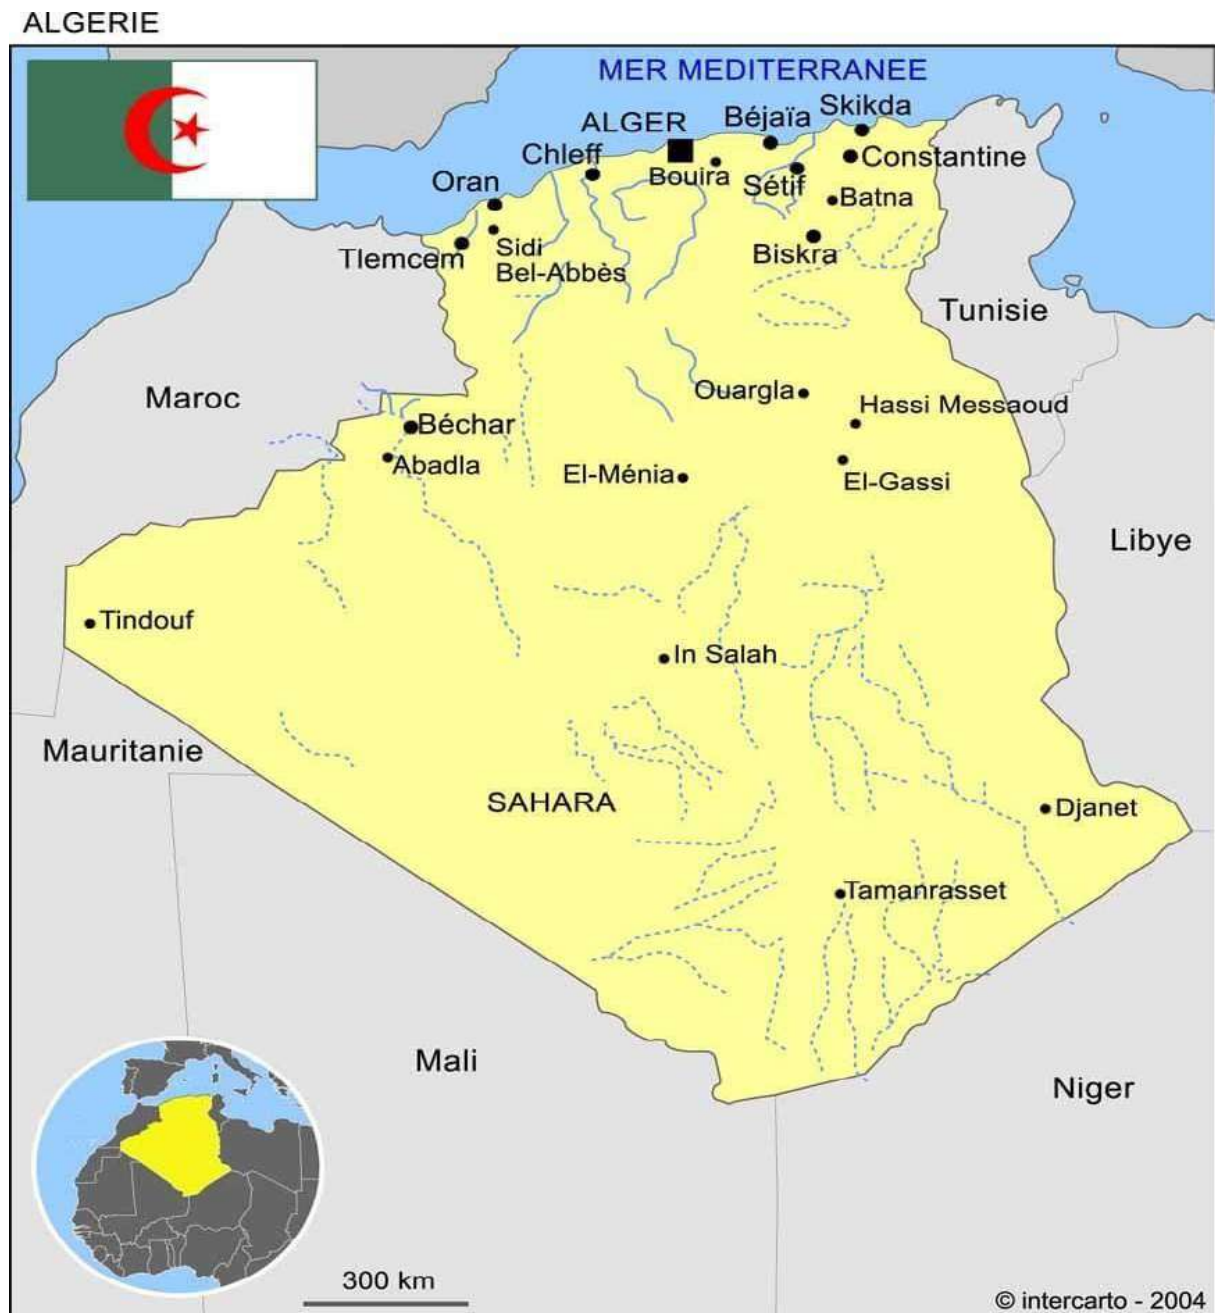 ALGERIE
MER MEDITERRANEE
Skikda
Béjaïa
ALGER
Constantine
Chleff
Bouira
Sétif
Oran
Batna
Sidi
Bel-Abbès
Tlemcem
Biskra
Tunisie
Maroc
Ouargla
Hassi Messaoud
Béchar
Abadla
El-Ménia
El-Gassi
Libye
Tindouf
In Salah
Mauritanie
SAHARA
Djanet
Tamanrasset
Mali
Niger
300 km
© intercarto - 2004